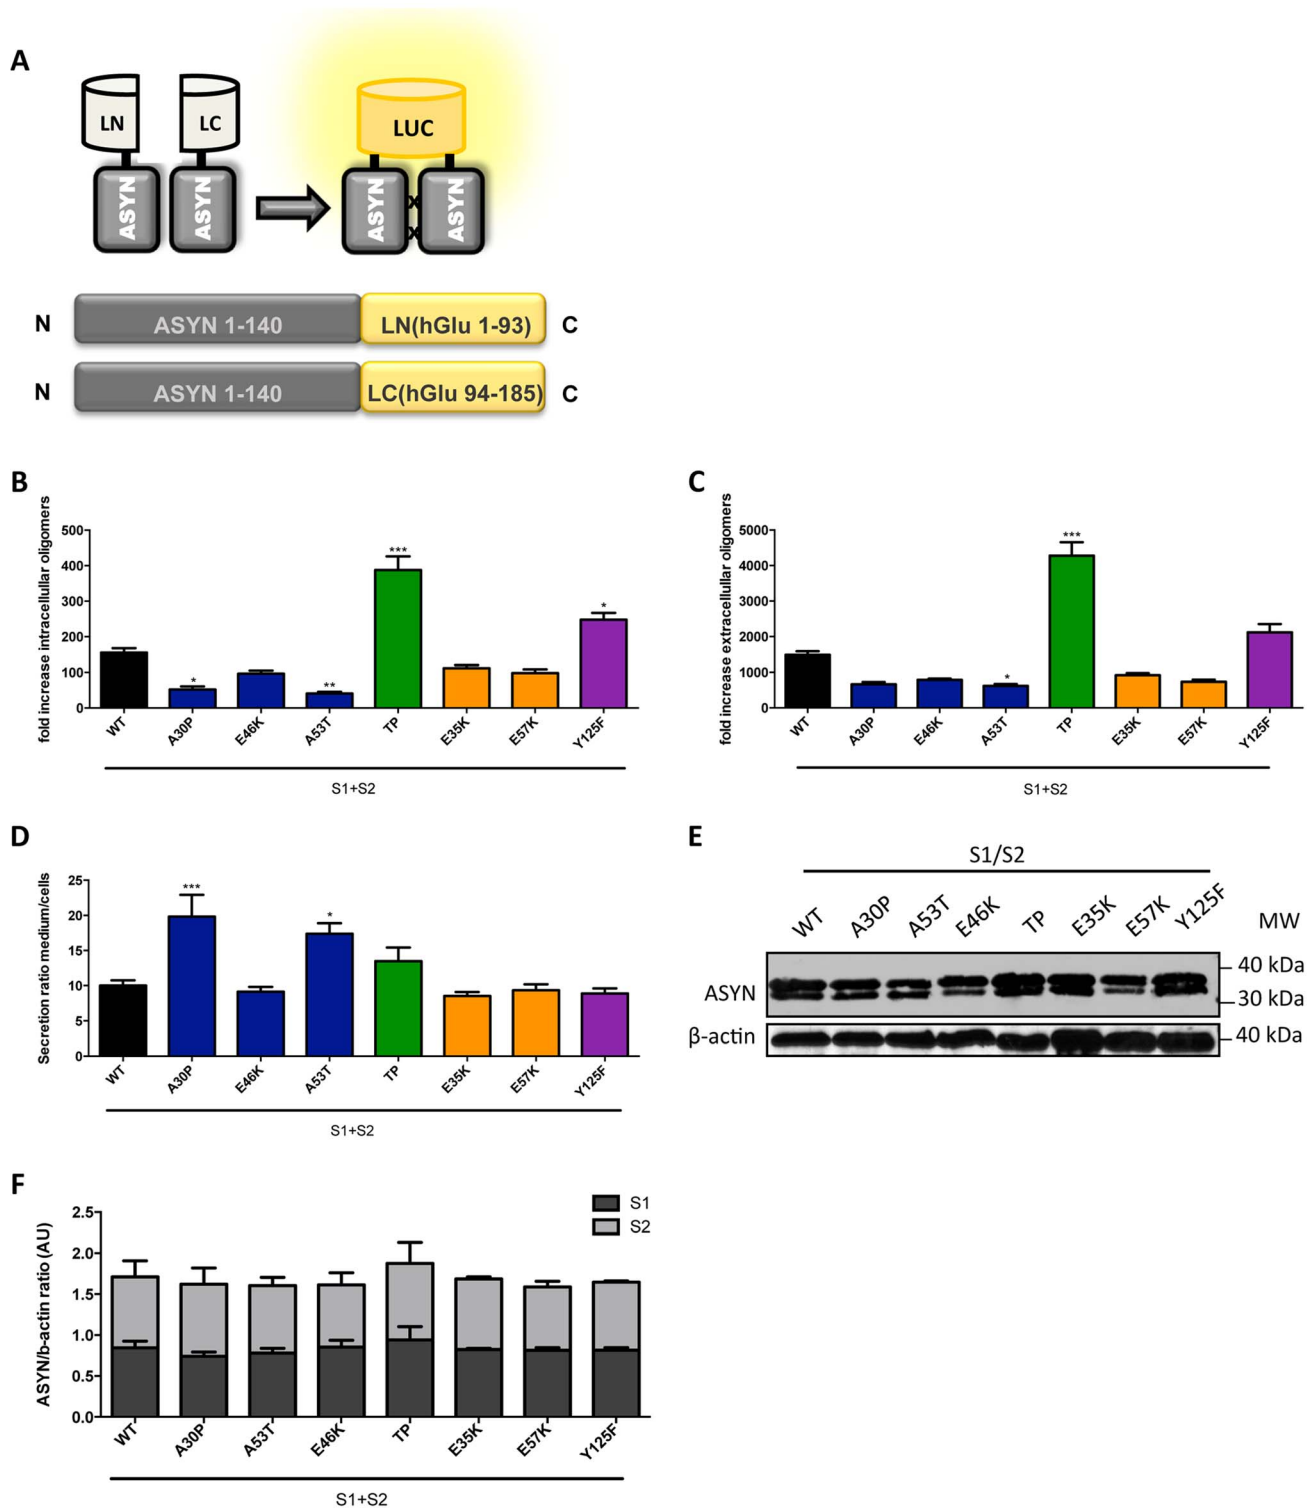 A
LN
LC
LUC
ASYN
ASYN
ASYN
x
x
ASYN
N
ASYN 1-140
LN(hGlu 1-93)
C
N
ASYN 1-140
LC(hGlu 94-185)
C
B
fold increase intracellullar oligomers
500
400
300
200
100
0
*
**
***
*
WT
A30P
E46K
A53T
TP
E35K
E57K
Y125F
S1+S2
C
fold increase extracellullar oligomers
5000
4000
3000
2000
1000
0
*
***
WT
A30P
E46K
A53T
TP
E35K
E57K
Y125F
S1+S2
D
Secretion ratio medium/cells
25
20
15
10
5
0
***
*
WT
A30P
E46K
A53T
TP
E35K
E57K
Y125F
S1+S2
E
S1/S2
WT
A30P
A53T
E46K
TP
E35K
E57K
Y125F
MW
ASYN
40 kDa
30 kDa
β-actin
40 kDa
F
S1
S2
ASYN/b-actin ratio (AU)
2.5
2.0
1.5
1.0
0.5
0.0
WT
A30P
A53T
E46K
TP
E35K
E57K
Y125F
S1+S2